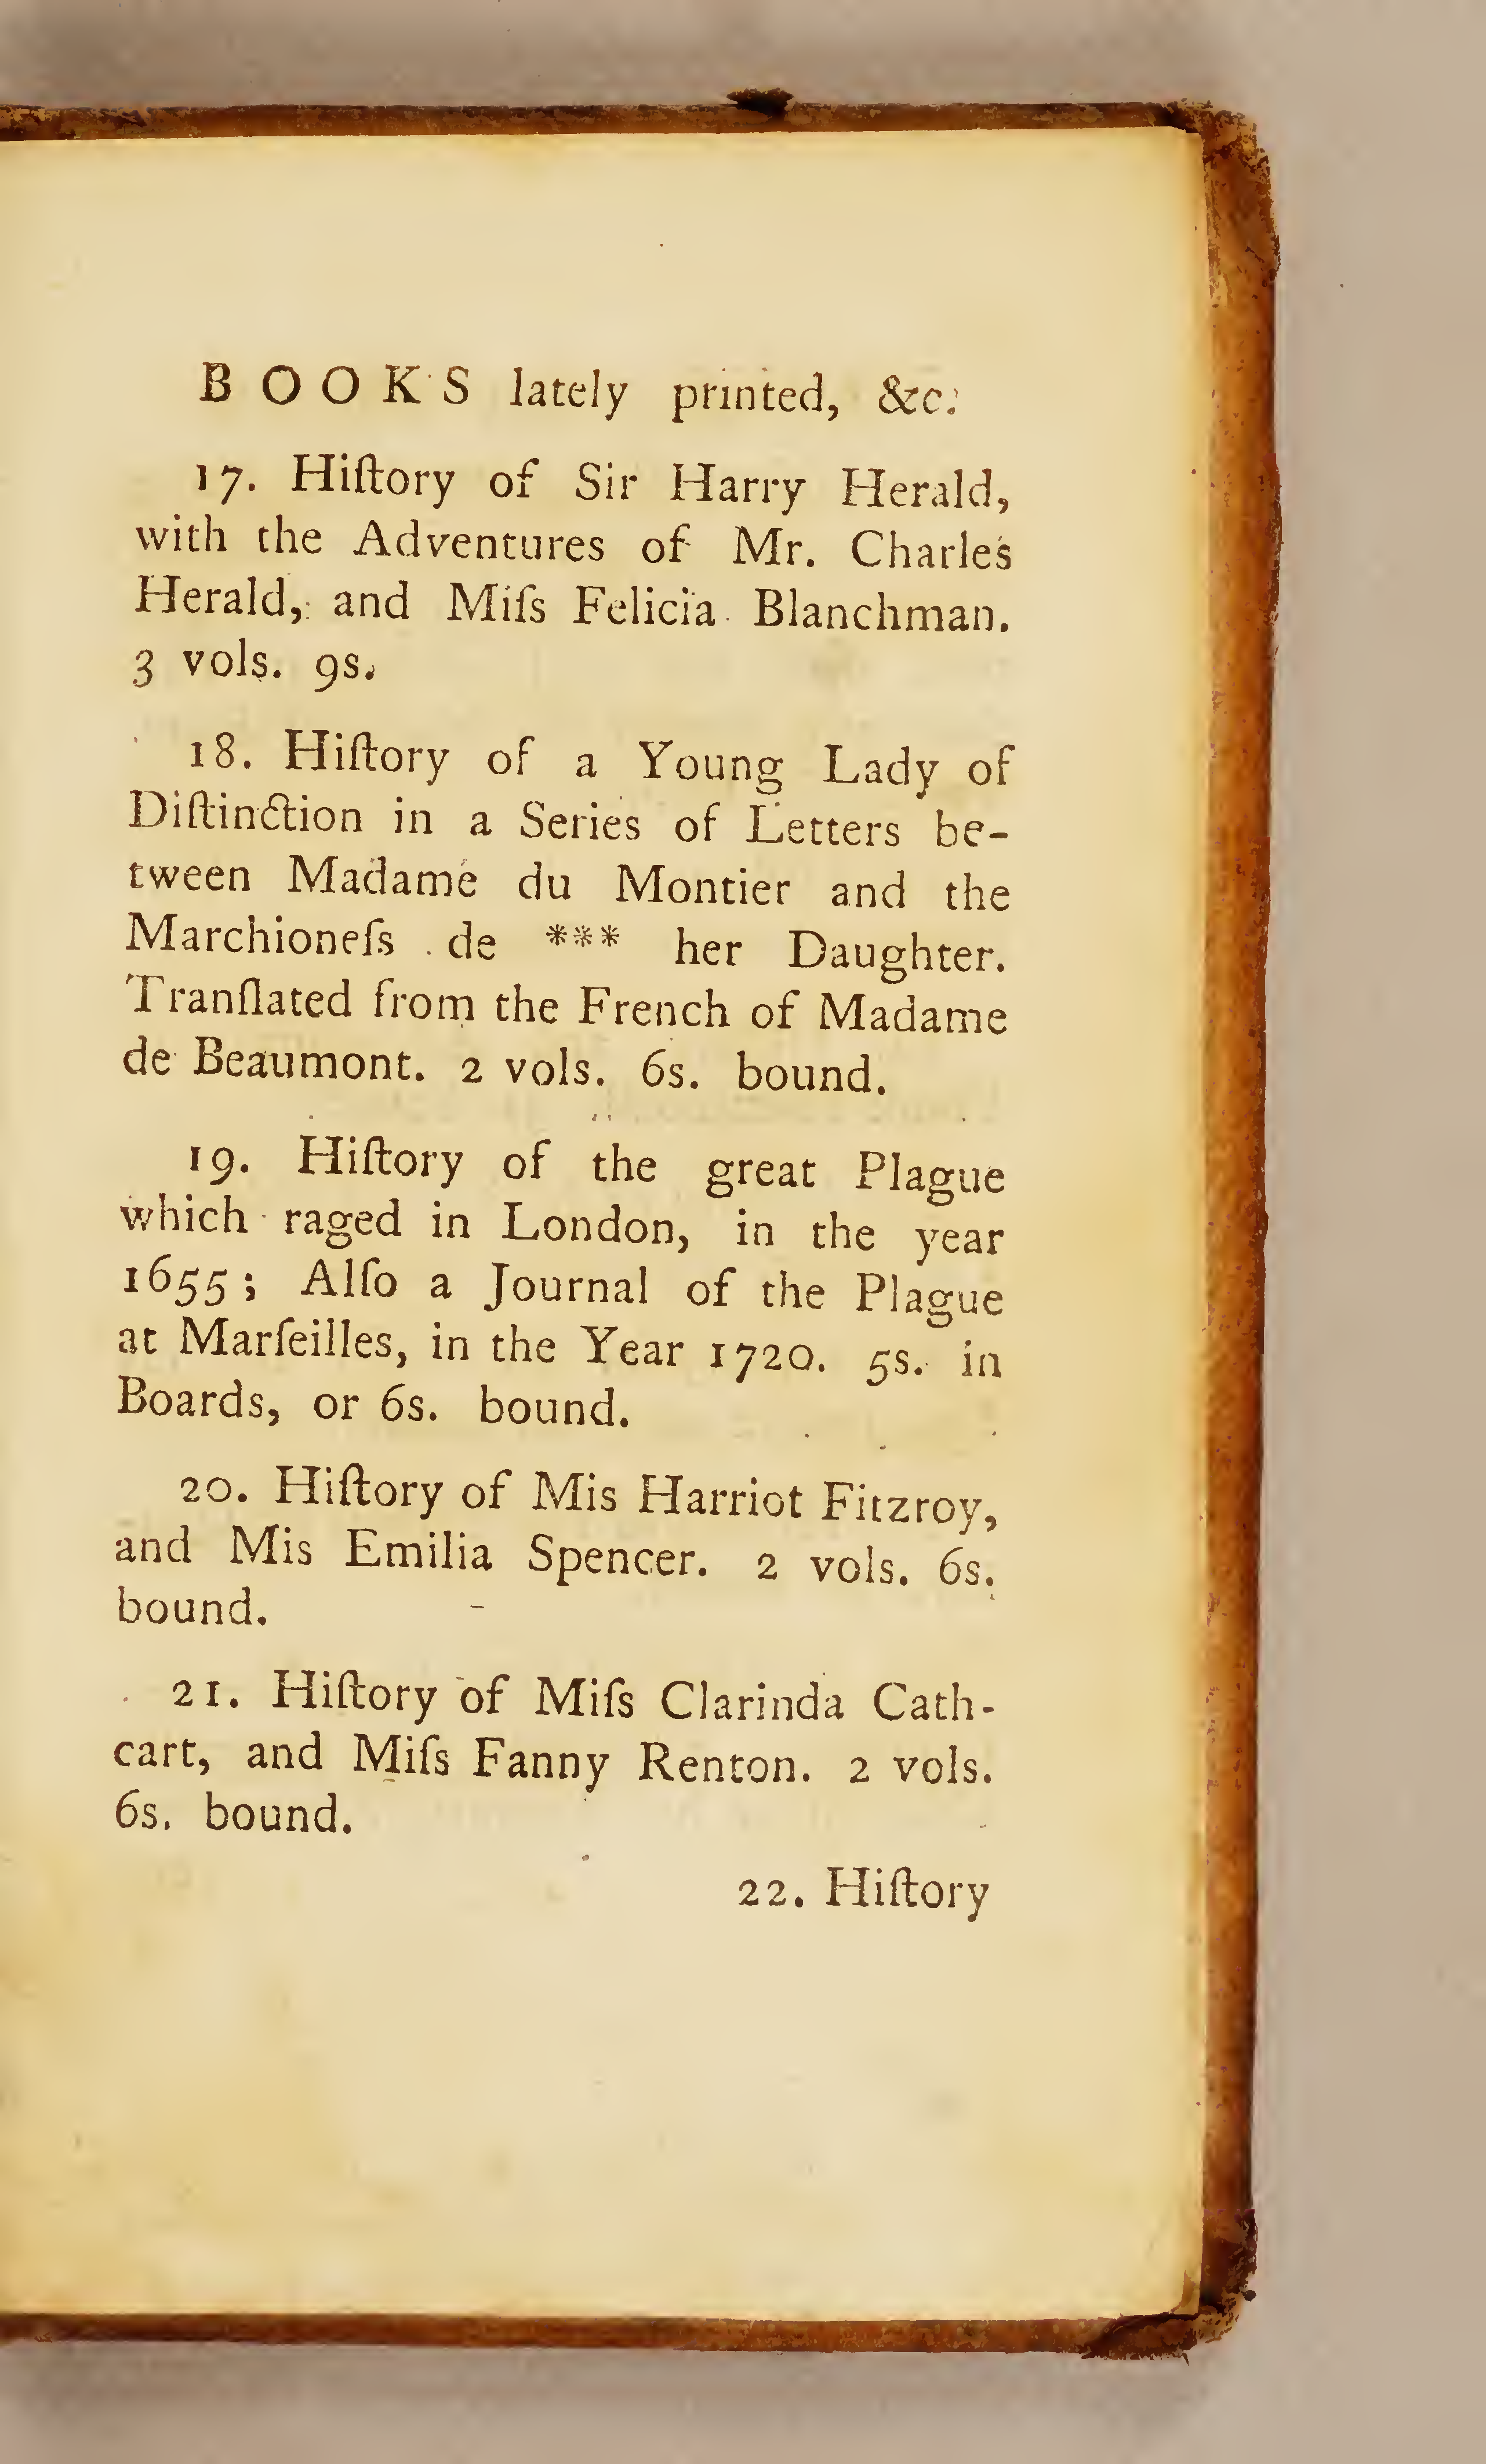 BOOKS lately printed, &c.
17. Hiſtory of Sir Harry Herald,
with the Adventures of Mr. Charles
Herald, and Miſs Felicia Blanchman.
3 vols. 9s.
18. Hiſtory of a Young Lady of
Diſtinction in a Series of Letters be-
tween Madame du Montier and the
Marchioneſs de *** her Daughter.
Tranſlated from the French of Madame
de Beaumont. 2 vols. 6s. bound.
19. Hiſtory of the great Plague
which raged in London, in the year
1655; Alſo a Journal of the Plague
at Marſeilles, in the Year 1720. 5s. in
Boards, or 6s. bound.
20. Hiſtory of Mis Harriot Fitzroy,
and Mis Emilia Spencer. 2 vols. 6s.
bound.
21. Hiſtory of Miſs Clarinda Cath-
cart, and Miſs Fanny Renton. 2 vols.
6s. bound.
22. Hiſtory